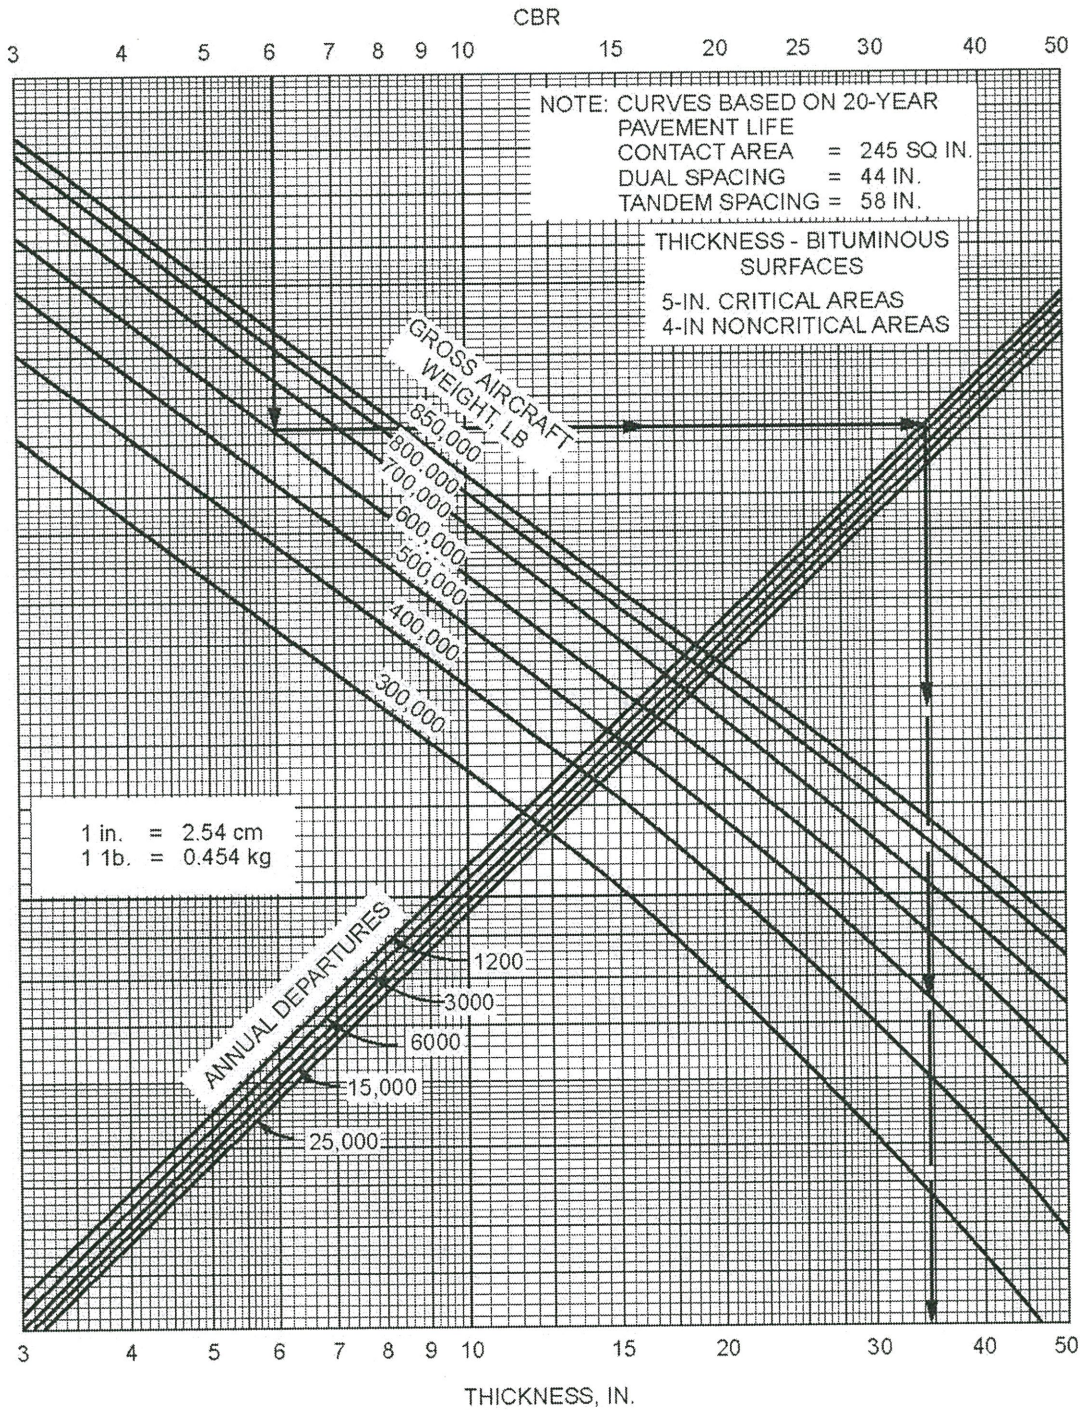 CBR
3 4 5 6 7 8 9 10 15 20 25 30 40 50
NOTE: CURVES BASED ON 20-YEAR
PAVEMENT LIFE
CONTACT AREA = 245 SQ IN.
DUAL SPACING = 44 IN.
TANDEM SPACING = 58 IN.
THICKNESS - BITUMINOUS
SURFACES
5-IN. CRITICAL AREAS
4-IN NONCRITICAL AREAS
GROSS AIRCRAFT
WEIGHT, LB
850,000
800,000
700,000
600,000
500,000
400,000
300,000
1 in. = 2.54 cm
1 1b. = 0.454 kg
ANNUAL DEPARTURES
1200
3000
6000
15,000
25,000
3 4 5 6 7 8 9 10 15 20 30 40 50
THICKNESS, IN.